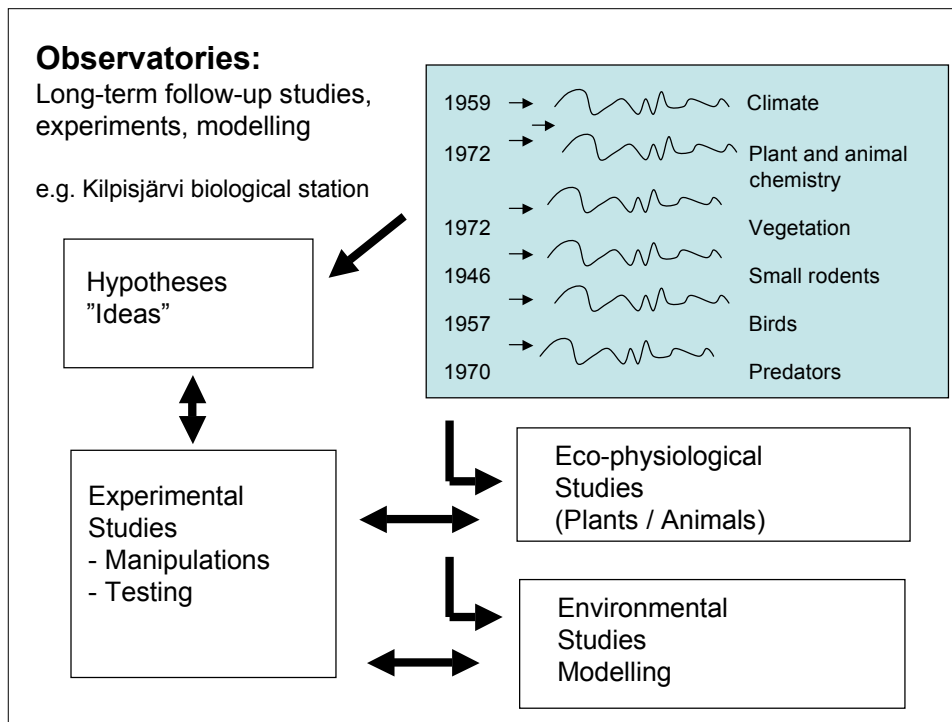 Observatories:
Long-term follow-up studies,
experiments, modelling
e.g. Kilpisjärvi biological station
1959
Climate
1972
Plant and animal
chemistry
1972
Vegetation
1946
Small rodents
1957
Birds
1970
Predators
Hypotheses
”Ideas”
Experimental
Studies
- Manipulations
- Testing
Eco-physiological
Studies
(Plants / Animals)
Environmental
Studies
Modelling